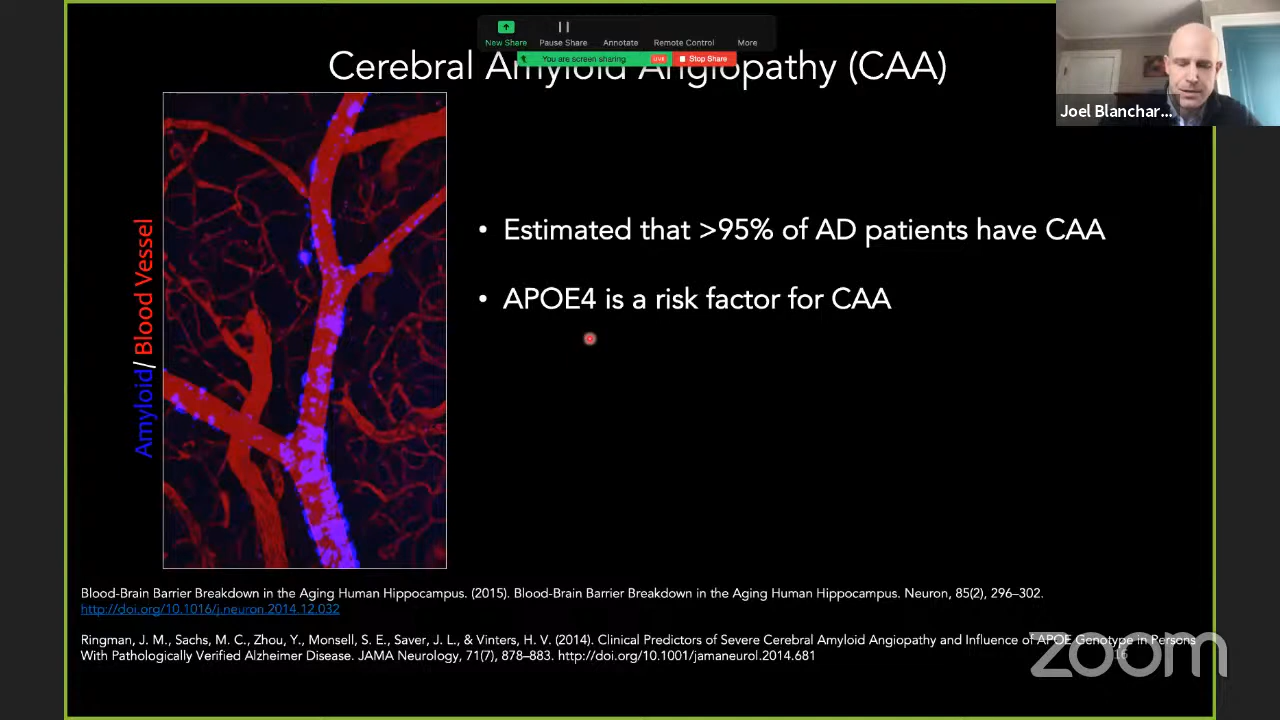 New Share
Pause Share
Annotate
Remote Control
More
You are screen sharing
LIVE
Stop Share
Cerebral Amyloid Angiopathy (CAA)
Joel Blanchar...
Amyloid/ Blood Vessel
• Estimated that >95% of AD patients have CAA
• APOE4 is a risk factor for CAA
Blood-Brain Barrier Breakdown in the Aging Human Hippocampus. (2015). Blood-Brain Barrier Breakdown in the Aging Human Hippocampus. Neuron, 85(2), 296–302.
http://doi.org/10.1016/j.neuron.2014.12.032
Ringman, J. M., Sachs, M. C., Zhou, Y., Monsell, S. E., Saver, J. L., & Vinters, H. V. (2014). Clinical Predictors of Severe Cerebral Amyloid Angiopathy and Influence of APOE Genotype in Persons
With Pathologically Verified Alzheimer Disease. JAMA Neurology, 71(7), 878–883. http://doi.org/10.1001/jamaneurol.2014.681
16
zoom